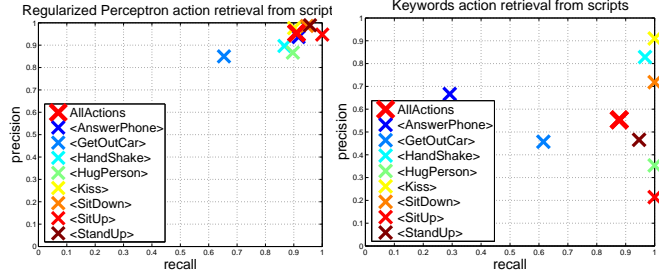 Regularized Perceptron action retrieval from script
1
0.9
0.8
0.7
0.6
0.5
0.4
0.3
0.2
0.1
0
precision
AllActions
<AnswerPhone>
<GetOutCar>
<HandShake>
<HugPerson>
<Kiss>
<SitDown>
<SitUp>
<StandUp>
0 0.1 0.2 0.3 0.4 0.5 0.6 0.7 0.8 0.9 1
recall
Keywords action retrieval from scripts
1
0.9
0.8
0.7
0.6
0.5
0.4
0.3
0.2
0.1
0
precision
AllActions
<AnswerPhone>
<GetOutCar>
<HandShake>
<HugPerson>
<Kiss>
<SitDown>
<SitUp>
<StandUp>
0 0.1 0.2 0.3 0.4 0.5 0.6 0.7 0.8 0.9 1
recall